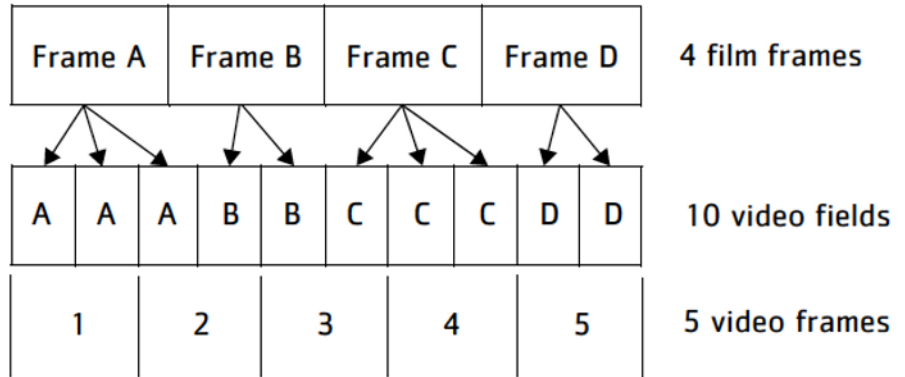 Frame A Frame B Frame C Frame D 4 film frames
A A A B B C C C D D 10 video fields
1 2 3 4 5 5 video frames